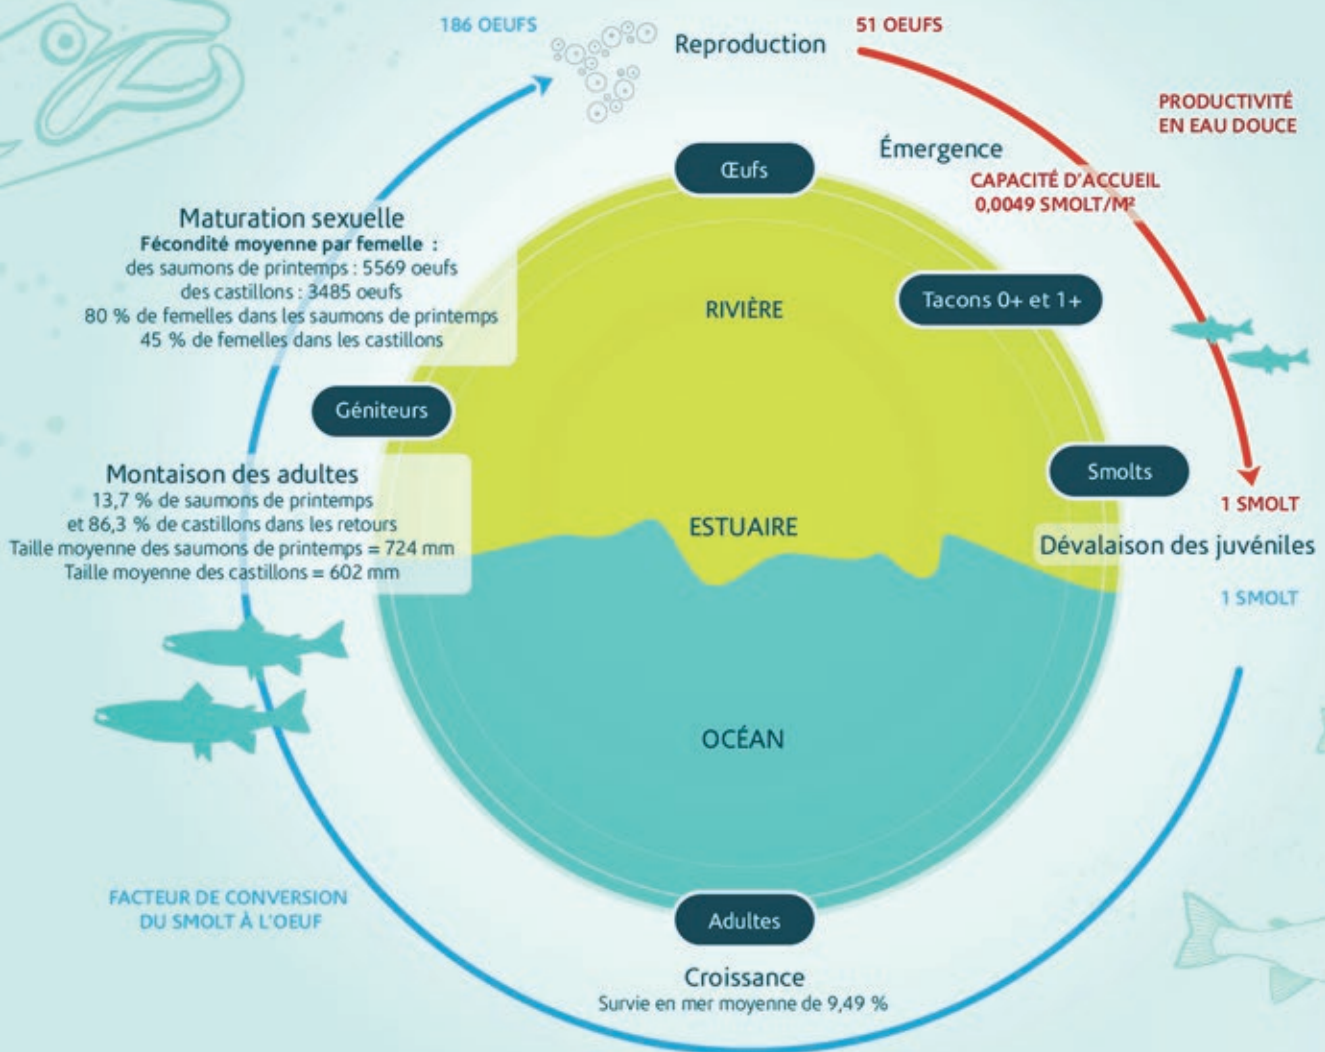 186 OEUFS
Reproduction
51 OEUFS
PRODUCTIVITÉ
EN EAU DOUCE
Émergence
CAPACITÉ D'ACCUEIL
0,0049 SMOLT/M²
Œufs
Maturation sexuelle
Fécondité moyenne par femelle :
des saumons de printemps : 5569 oeufs
des castillons : 3485 oeufs
80 % de femelles dans les saumons de printemps
45 % de femelles dans les castillons
RIVIÈRE
Tacons 0+ et 1+
Géniteurs
Smolts
Montaison des adultes
13,7 % de saumons de printemps
et 86,3 % de castillons dans les retours
Taille moyenne des saumons de printemps = 724 mm
Taille moyenne des castillons = 602 mm
ESTUAIRE
1 SMOLT
Dévalaison des juvéniles
1 SMOLT
OCÉAN
FACTEUR DE CONVERSION
DU SMOLT À L'OEUF
Adultes
Croissance
Survie en mer moyenne de 9,49 %